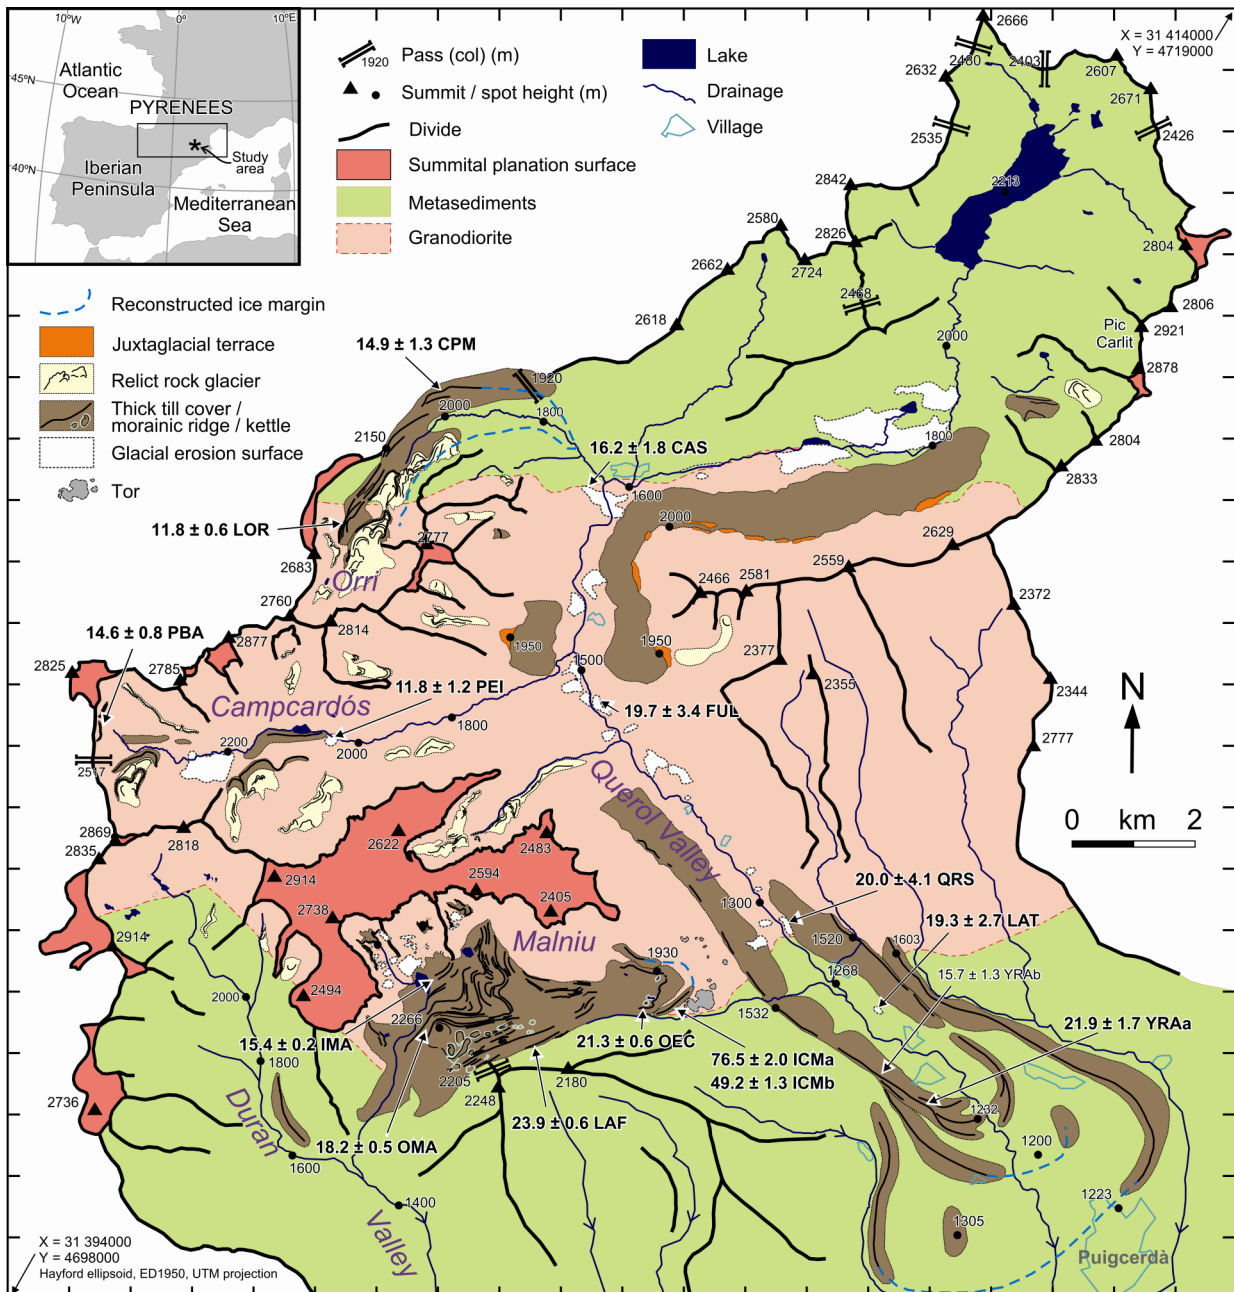 10°W
0°
10°E
Atlantic
Ocean
45°N
PYRENEES
Study
area
40°N
Iberian
Peninsula
Mediterranean
Sea
1920
Pass (col) (m)
Summit / spot height (m)
Divide
Summital planation surface
Metasediments
Granodiorite
Lake
Drainage
Village
Reconstructed ice margin
Juxtaglacial terrace
Relict rock glacier
Thick till cover /
morainic ridge / kettle
Glacial erosion surface
Tor
X = 31 414000
Y = 4719000
2666
2480
2403
2607
2632
2671
2535
2426
2213
2842
2580
2826
2804
2724
2662
2468
2806
2618
2921
Pic
Carlit
2000
2878
14.9 ± 1.3 CPM
1920
2000
1800
2150
1800
2804
16.2 ± 1.8 CAS
2833
1600
2000
11.8 ± 0.6 LOR
2777
2629
2683
Orri
2559
2466
2581
2372
2760
2814
14.6 ± 0.8 PBA
2877
1950
1950
2377
2825
2785
1500
2355
2344
11.8 ± 1.2 PEI
Campcardós
19.7 ± 3.4 FUL
1800
2200
2000
2777
N
2517
Querol Valley
0 km 2
2869
2835
2818
2622
2483
2914
2594
20.0 ± 4.1 QRS
2405
1300
2738
19.3 ± 2.7 LAT
2914
Malniu
1520
1603
1930
1268
15.7 ± 1.3 YRAb
2000
2494
2266
1532
21.9 ± 1.7 YRAa
15.4 ± 0.2 IMA
21.3 ± 0.6 OEC
1800
76.5 ± 2.0 ICMa
49.2 ± 1.3 ICMb
2205
2180
2248
2736
23.9 ± 0.6 LAF
1232
Durán
Valley
18.2 ± 0.5 OMA
1200
1600
1400
1223
1305
Puigcerdà
X = 31 394000
Y = 4698000
Hayford ellipsoid, ED1950, UTM projection